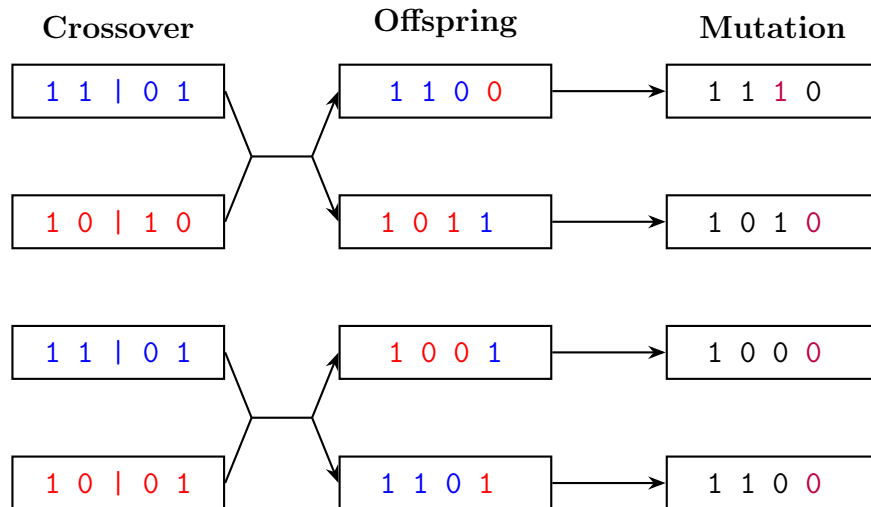 Crossover Offspring Mutation
1 1 | 0 1 1 1 0 0 1 1 1 0
1 0 | 1 0 1 0 1 1 1 0 1 0
1 1 | 0 1 1 0 0 1 1 0 0 0
1 0 | 0 1 1 1 0 1 1 1 0 0